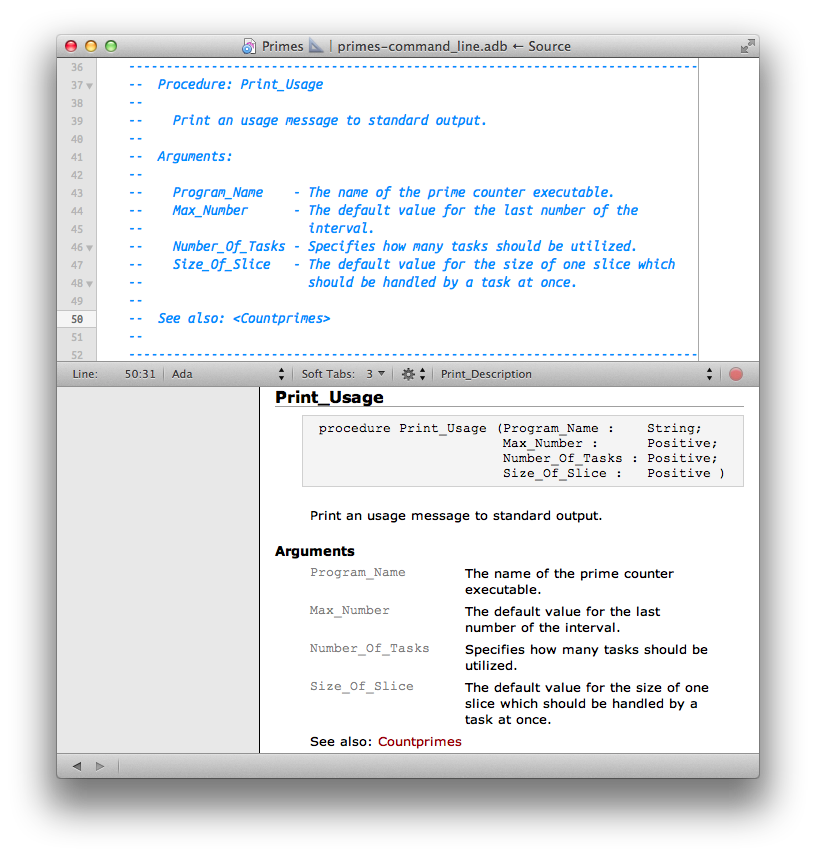 Primes | primes-command_line.adb ← Source
36 ------------------------------------------------------------------------------
37 -- Procedure: Print_Usage
38 --
39 --   Print an usage message to standard output.
40 --
41 -- Arguments:
42 --
43 --   Program_Name    - The name of the prime counter executable.
44 --   Max_Number      - The default value for the last number of the
45 --                     interval.
46 --   Number_Of_Tasks - Specifies how many tasks should be utilized.
47 --   Size_Of_Slice   - The default value for the size of one slice which
48 --                     should be handled by a task at once.
49 --
50 -- See also: <Countprimes>
51 --
52 ------------------------------------------------------------------------------
Line: 50:31 Ada Soft Tabs: 3 Print_Description
Print_Usage
procedure Print_Usage (Program_Name :    String;
Max_Number :      Positive;
Number_Of_Tasks : Positive;
Size_Of_Slice :   Positive )
Print an usage message to standard output.
Arguments
Program_Name The name of the prime counter
executable.
Max_Number The default value for the last
number of the interval.
Number_Of_Tasks Specifies how many tasks should be
utilized.
Size_Of_Slice The default value for the size of one
slice which should be handled by a
task at once.
See also: Countprimes